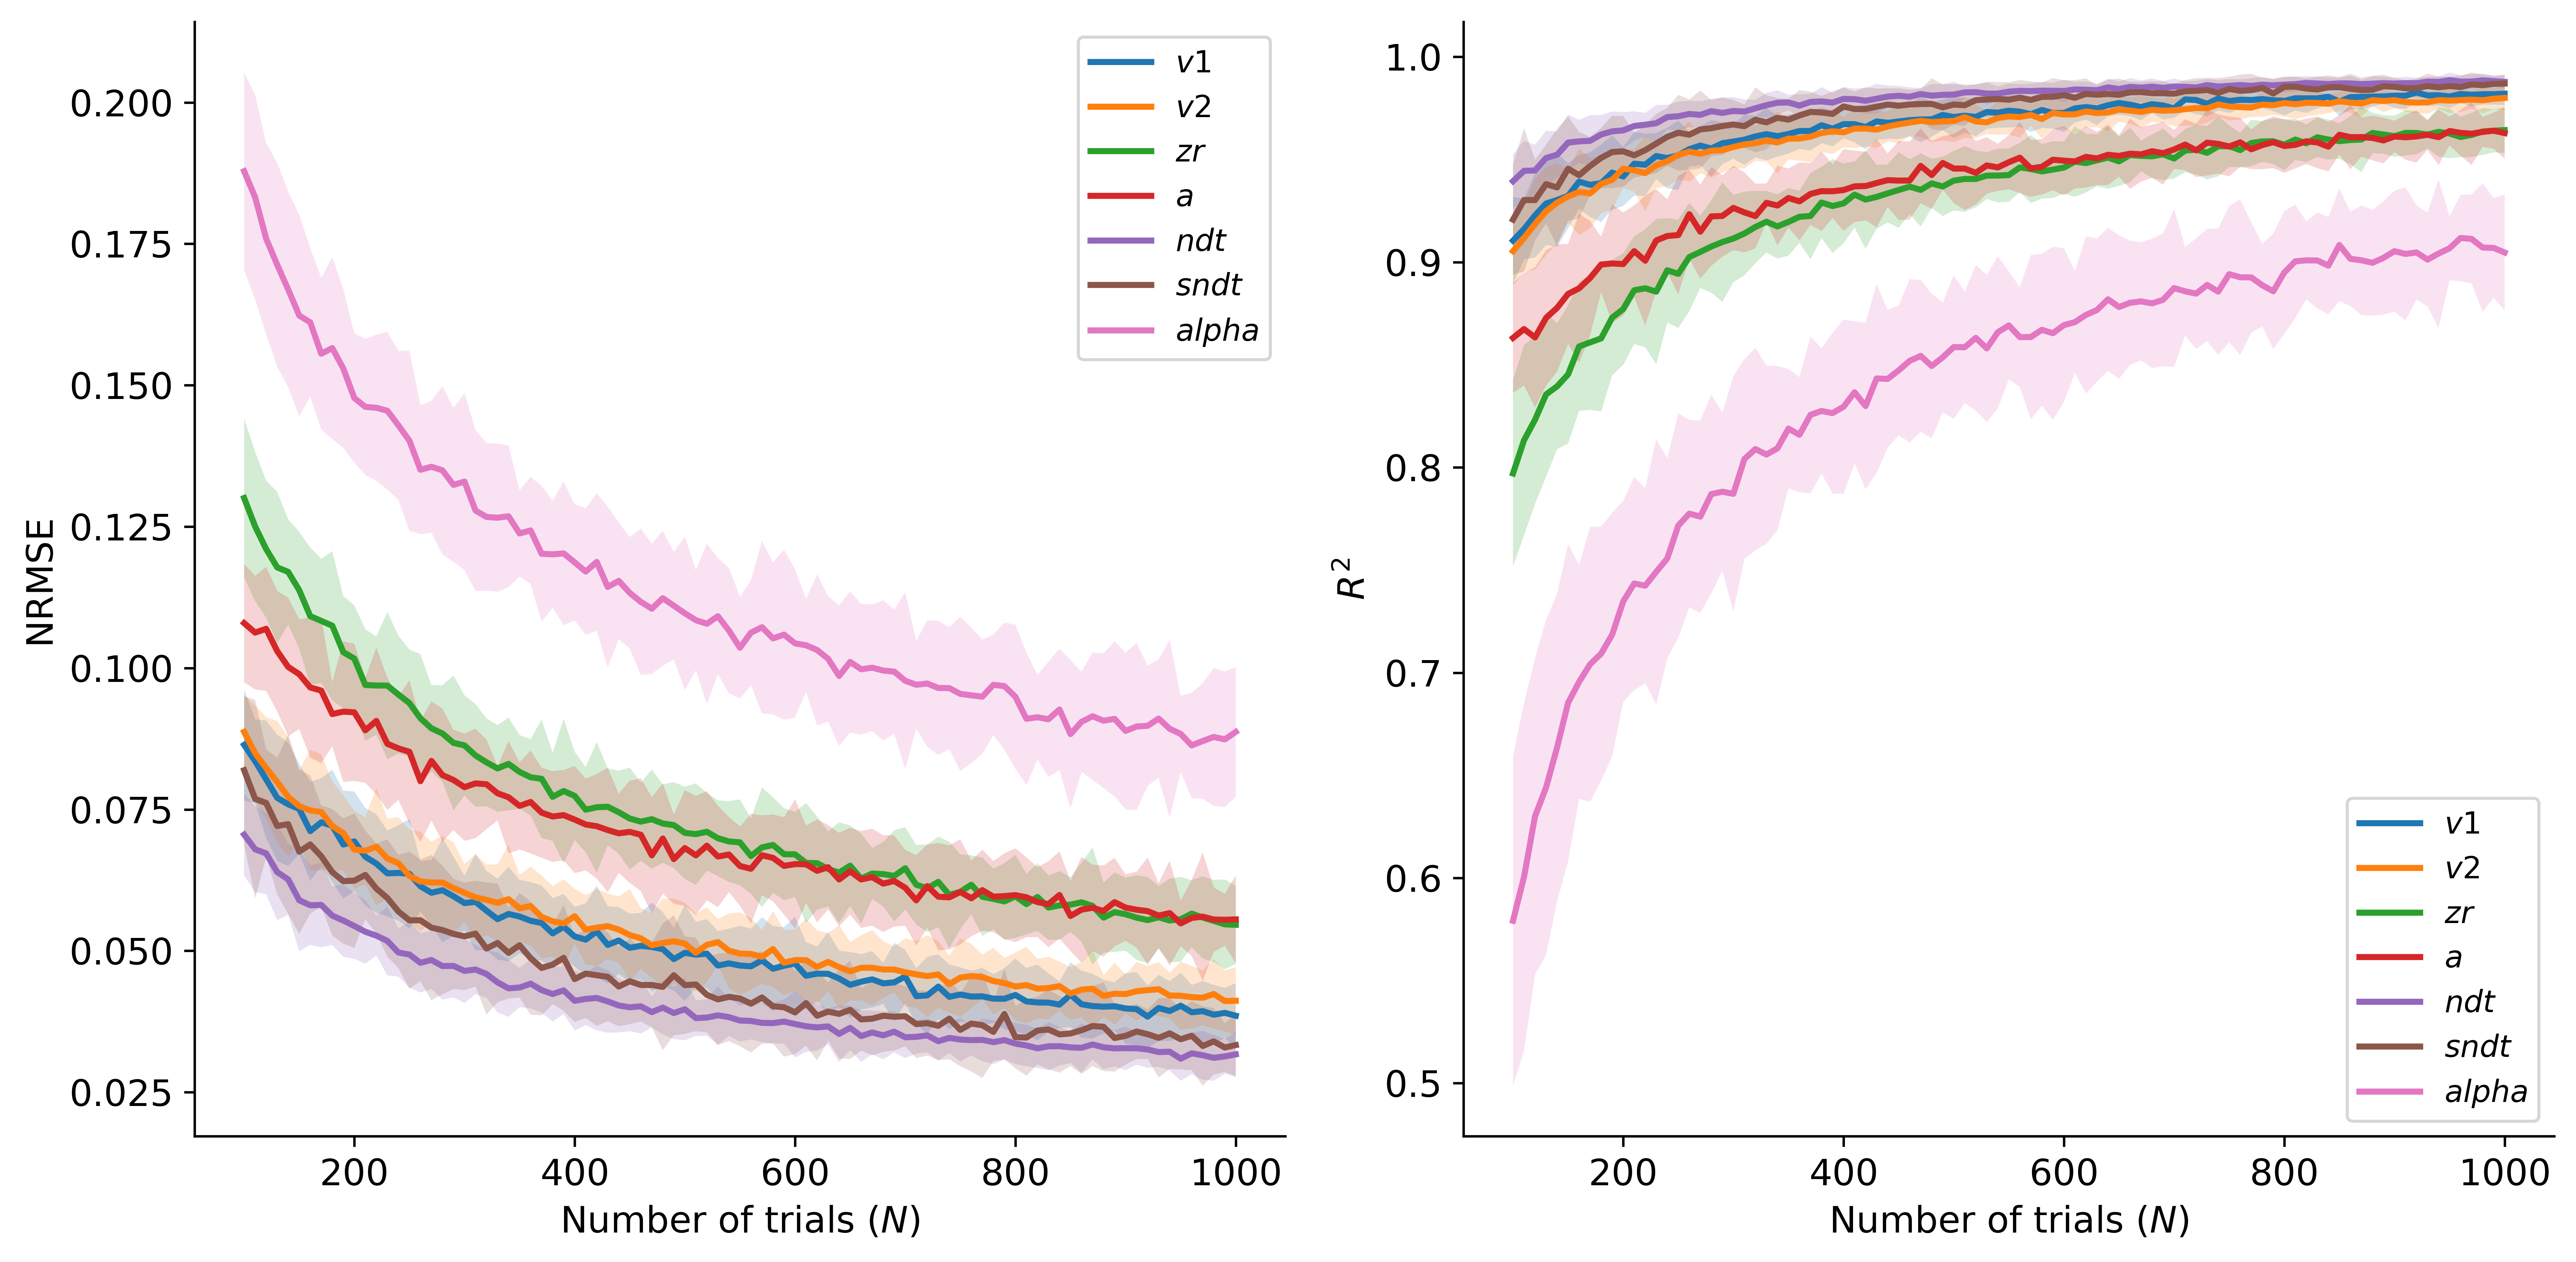 NRMSE
0.200
0.175
0.150
0.125
0.100
0.075
0.050
0.025
200 400 600 800 1000
Number of trials (N)
v1
v2
zr
a
ndt
sndt
alpha
R²
1.0
0.9
0.8
0.7
0.6
0.5
200 400 600 800 1000
Number of trials (N)
v1
v2
zr
a
ndt
sndt
alpha